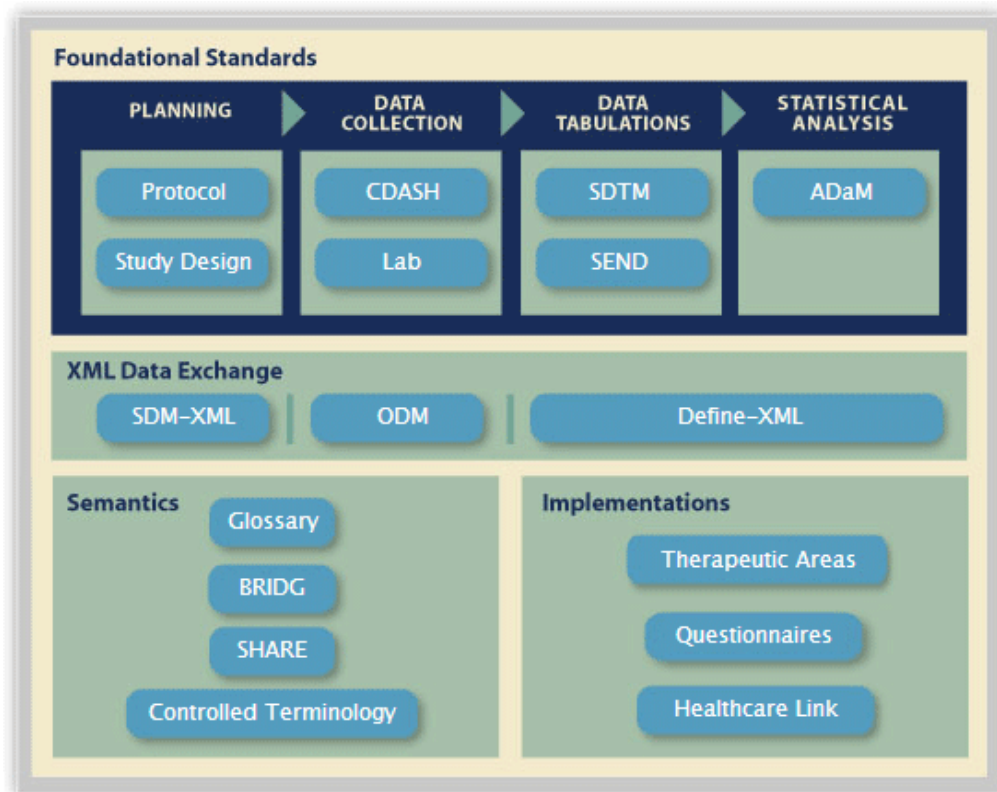 Foundational Standards
PLANNING
DATA
COLLECTION
DATA
TABULATIONS
STATISTICAL
ANALYSIS
Protocol
CDASH
SDTM
ADaM
Study Design
Lab
SEND
XML Data Exchange
SDM-XML
ODM
Define-XML
Semantics
Glossary
BRIDG
SHARE
Controlled Terminology
Implementations
Therapeutic Areas
Questionnaires
Healthcare Link